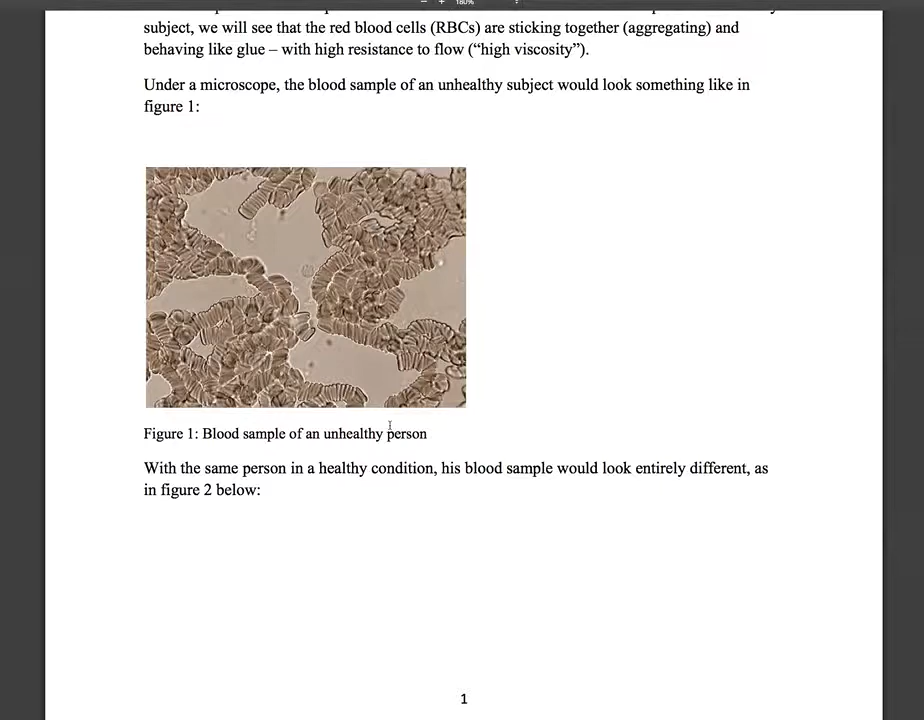 180%
subject, we will see that the red blood cells (RBCs) are sticking together (aggregating) and
behaving like glue – with high resistance to flow (“high viscosity”).
Under a microscope, the blood sample of an unhealthy subject would look something like in
figure 1:
Figure 1: Blood sample of an unhealthy person
With the same person in a healthy condition, his blood sample would look entirely different, as
in figure 2 below:
1